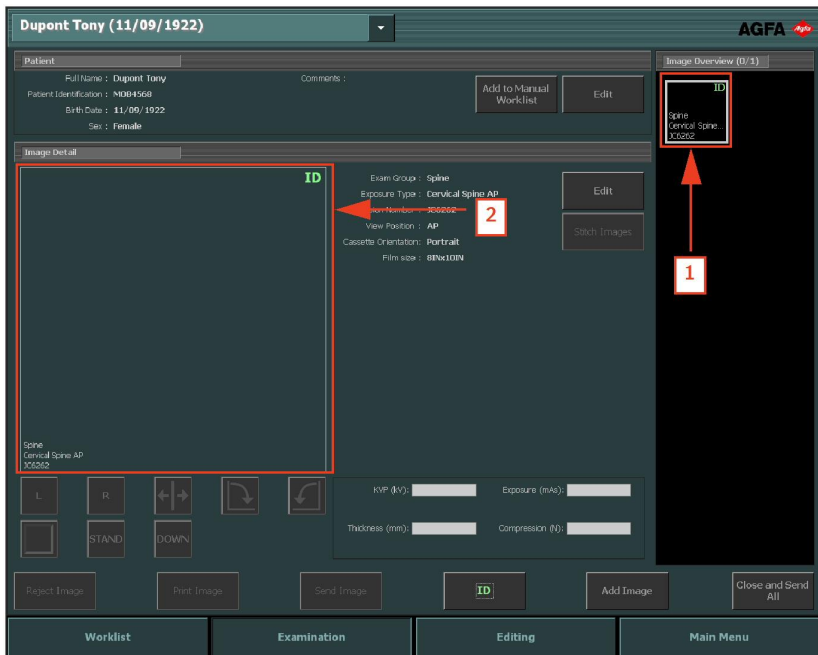 Dupont Tony (11/09/1922)
AGFA
Agfa
Patient
Full Name : Dupont Tony
Patient Identification : MO84568
Birth Date : 11/09/1922
Sex : Female
Comments :
Add to Manual
Worklist
Edit
Image Detail
ID
Spine
Cervical Spine AP
JC6262
Exam Group : Spine
Exposure Type : Cervical Spine AP
Number : JC6262
View Position : AP
Cassette Orientation: Portrait
Film size : 8INx10IN
2
Edit
Stitch Images
L
R
STAND
DOWN
KVP (kV):
Exposure (mAs):
Thickness (mm):
Compression (N):
Image Overview (0/1)
ID
Spine
Cervical Spine...
JC6262
1
Reject Image
Print Image
Send Image
ID
Add Image
Close and Send
All
Worklist
Examination
Editing
Main Menu